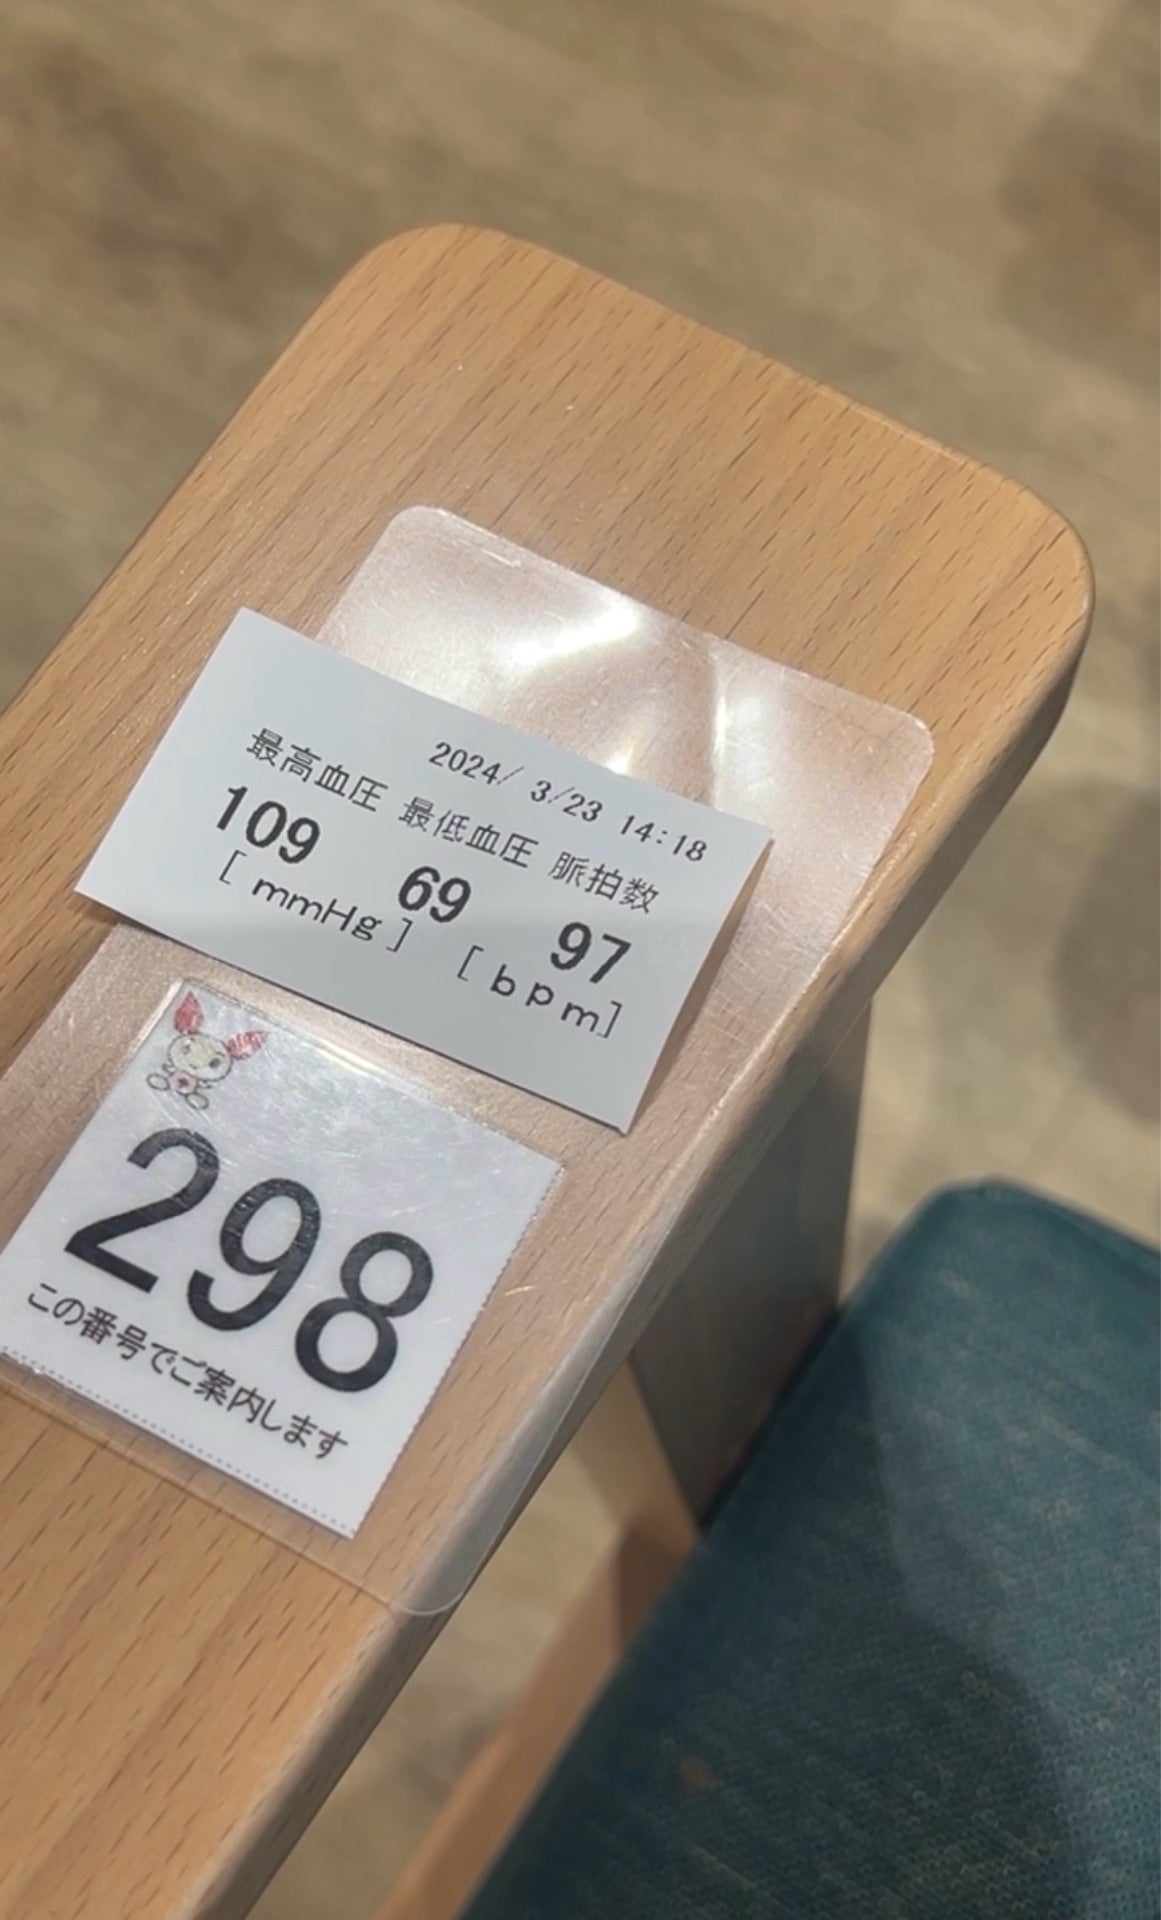 2024/ 3/23 14:18
最高血圧 最低血圧 脈拍数
109 69 97
[ mmHg ] [ bpm]
298
この番号でご案内します